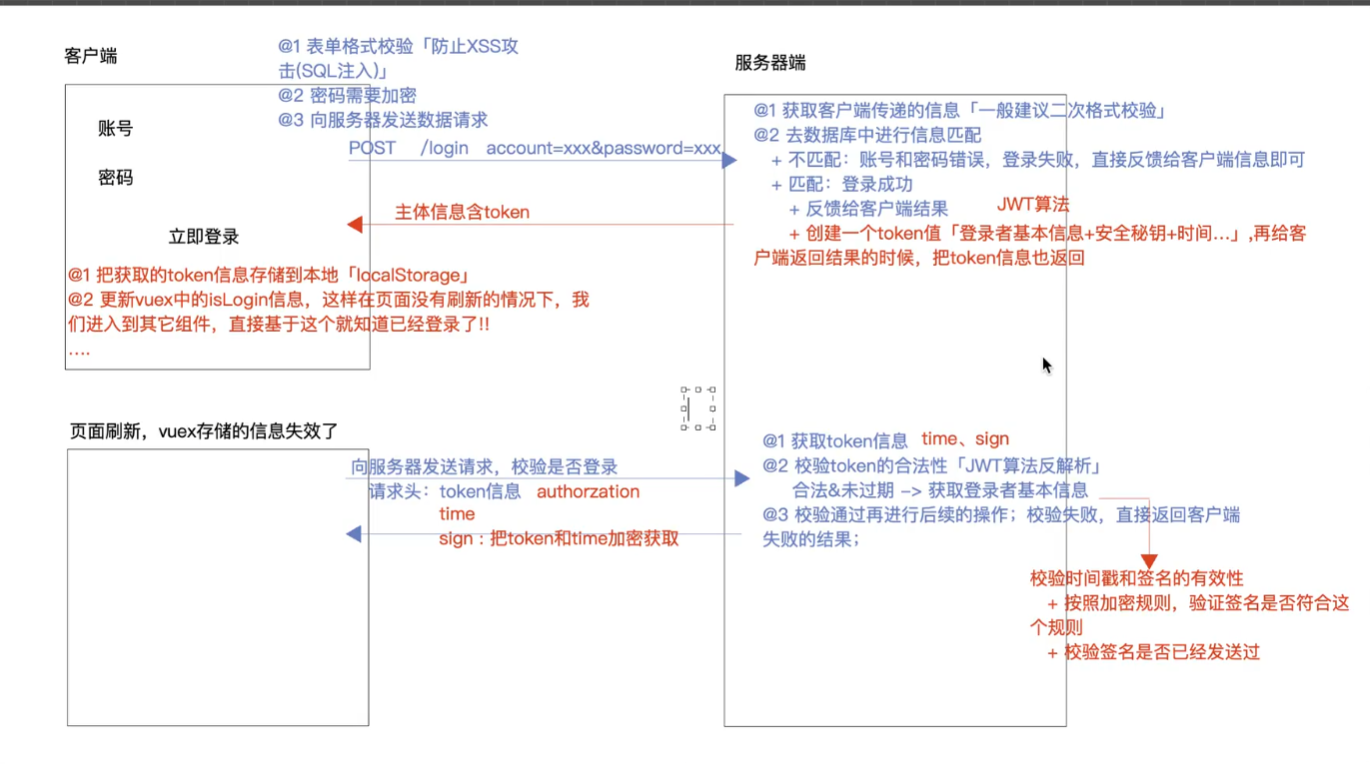 客户端
@1 表单格式校验「防止XSS攻
击(SQL注入)」
@2 密码需要加密
@3 向服务器发送数据请求
POST /login account=xxx&password=xxx
账号
密码
立即登录
主体信息含token
@1 把获取的token信息存储到本地「localStorage」
@2 更新vuex中的isLogin信息，这样在页面没有刷新的情况下，我
们进入到其它组件，直接基于这个就知道已经登录了!!
....
服务器端
@1 获取客户端传递的信息「一般建议二次格式校验」
@2 去数据库中进行信息匹配
+ 不匹配：账号和密码错误，登录失败，直接反馈给客户端信息即可
+ 匹配：登录成功
+ 反馈给客户端结果
JWT算法
+ 创建一个token值「登录者基本信息+安全秘钥+时间...」,再给客
户端返回结果的时候，把token信息也返回
页面刷新，vuex存储的信息失效了
向服务器发送请求，校验是否登录
请求头：token信息 authorzation
time
sign : 把token和time加密获取
@1 获取token信息 time、sign
@2 校验token的合法性「JWT算法反解析」
合法&未过期 -> 获取登录者基本信息
@3 校验通过再进行后续的操作；校验失败，直接返回客户端
失败的结果；
校验时间戳和签名的有效性
+ 按照加密规则，验证签名是否符合这
个规则
+ 校验签名是否已经发送过